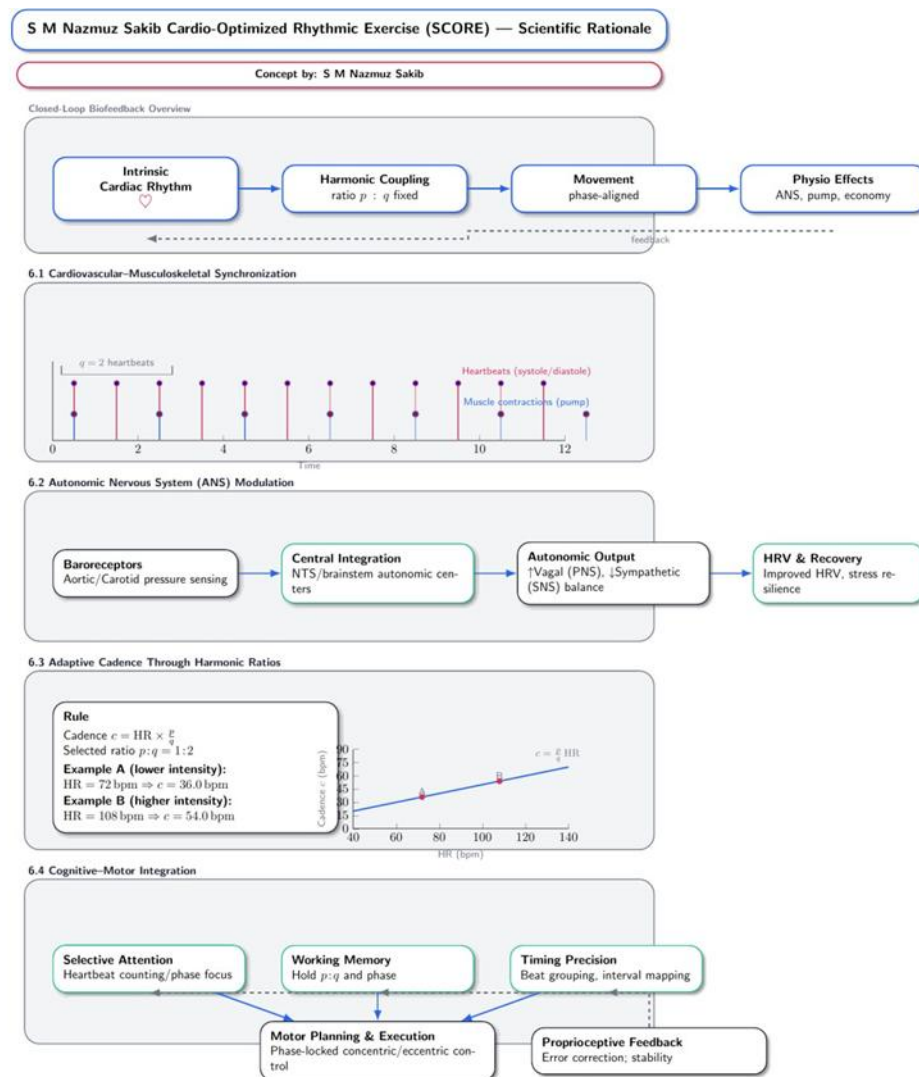 S M Nazmuz Sakib Cardio-Optimized Rhythmic Exercise (SCORE) — Scientific Rationale
Concept by: S M Nazmuz Sakib
Closed-Loop Biofeedback Overview
Intrinsic
Cardiac Rhythm
♡
Harmonic Coupling
ratio p : q fixed
Movement
phase-aligned
Physio Effects
ANS, pump, economy
feedback
6.1 Cardiovascular–Musculoskeletal Synchronization
q = 2 heartbeats
Heartbeats (systole/diastole)
Muscle contractions (pump)
0 2 4 6 8 10 12
Time
6.2 Autonomic Nervous System (ANS) Modulation
Baroreceptors
Aortic/Carotid pressure sensing
Central Integration
NTS/brainstem autonomic cen-
ters
Autonomic Output
↑Vagal (PNS), ↓Sympathetic
(SNS) balance
HRV & Recovery
Improved HRV, stress re-
silience
6.3 Adaptive Cadence Through Harmonic Ratios
Rule
Cadence c = HR × p/q
Selected ratio p:q = 1:2
Example A (lower intensity):
HR = 72 bpm ⇒ c = 36.0 bpm
Example B (higher intensity):
HR = 108 bpm ⇒ c = 54.0 bpm
Cadence c (bpm)
90
75
60
45
30
15
0
c = p/q HR
A
B
40 60 80 100 120 140
HR (bpm)
6.4 Cognitive–Motor Integration
Selective Attention
Heartbeat counting/phase focus
Working Memory
Hold p:q and phase
Timing Precision
Beat grouping, interval mapping
Motor Planning & Execution
Phase-locked concentric/eccentric con-
trol
Proprioceptive Feedback
Error correction; stability